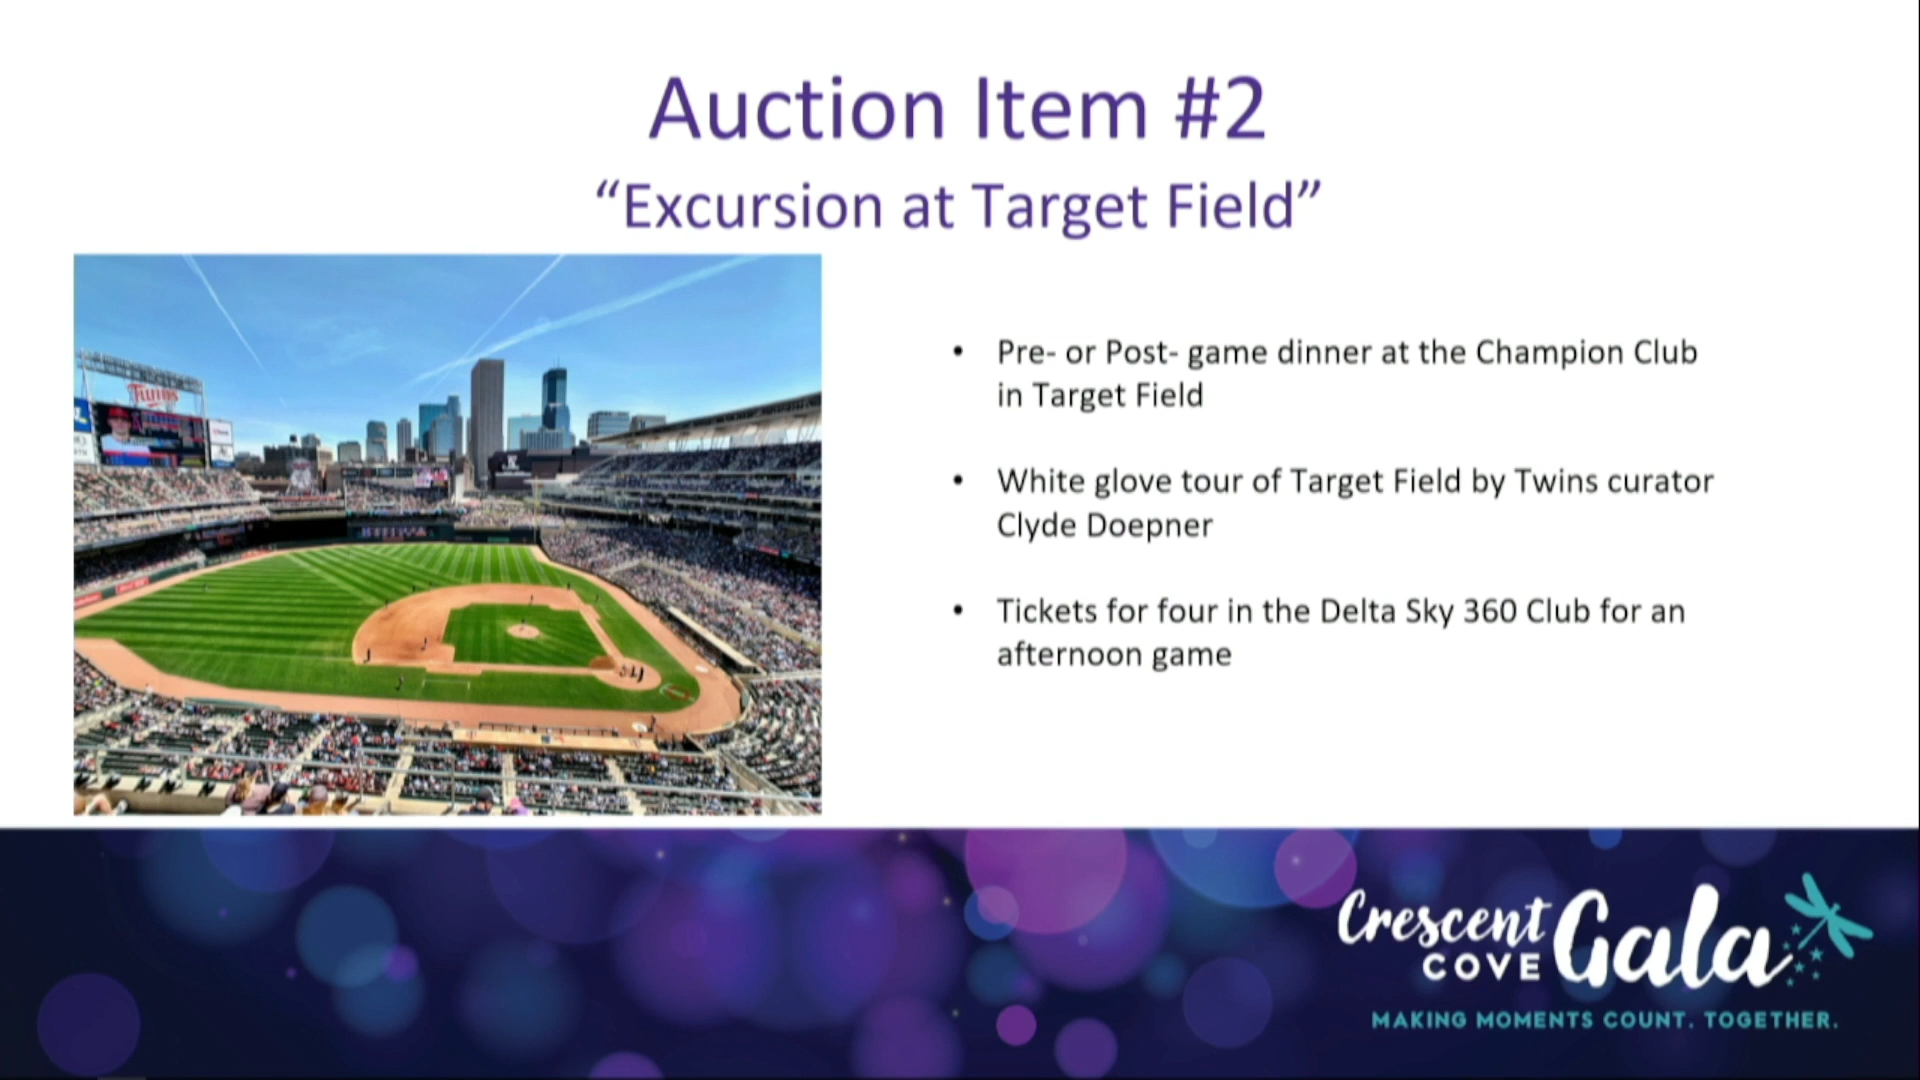 Auction Item #2
“Excursion at Target Field”
• Pre- or Post- game dinner at the Champion Club
in Target Field
• White glove tour of Target Field by Twins curator
Clyde Doepner
• Tickets for four in the Delta Sky 360 Club for an
afternoon game
Twins
Crescent
COVE
Gala
MAKING MOMENTS COUNT. TOGETHER.